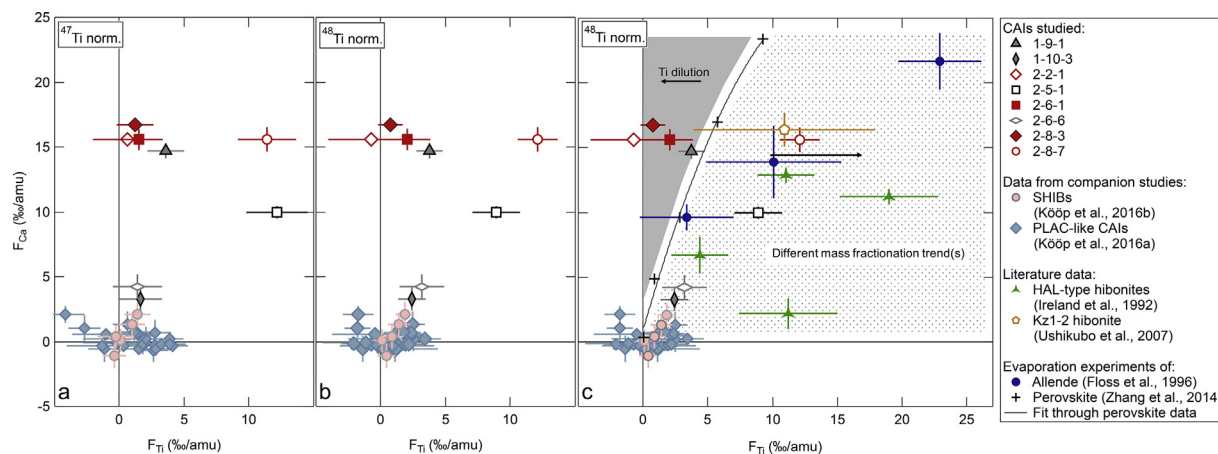 25
20
15
10
5
0
-5
F_Ca (‰/amu)
47Ti norm.
a
0
5
10
F_Ti (‰/amu)
48Ti norm.
b
0
5
10
F_Ti (‰/amu)
48Ti norm.
Ti dilution
Different mass fractionation trend(s)
c
0
5
10
15
20
25
F_Ti (‰/amu)
CAIs studied:
1-9-1
1-10-3
2-2-1
2-5-1
2-6-1
2-6-6
2-8-3
2-8-7
Data from companion studies:
SHIBs
(Kööp et al., 2016b)
PLAC-like CAIs
(Kööp et al., 2016a)
Literature data:
HAL-type hibonites
(Ireland et al., 1992)
Kz1-2 hibonite
(Ushikubo et al., 2007)
Evaporation experiments of:
Allende (Floss et al., 1996)
Perovskite (Zhang et al., 2014
Fit through perovskite data